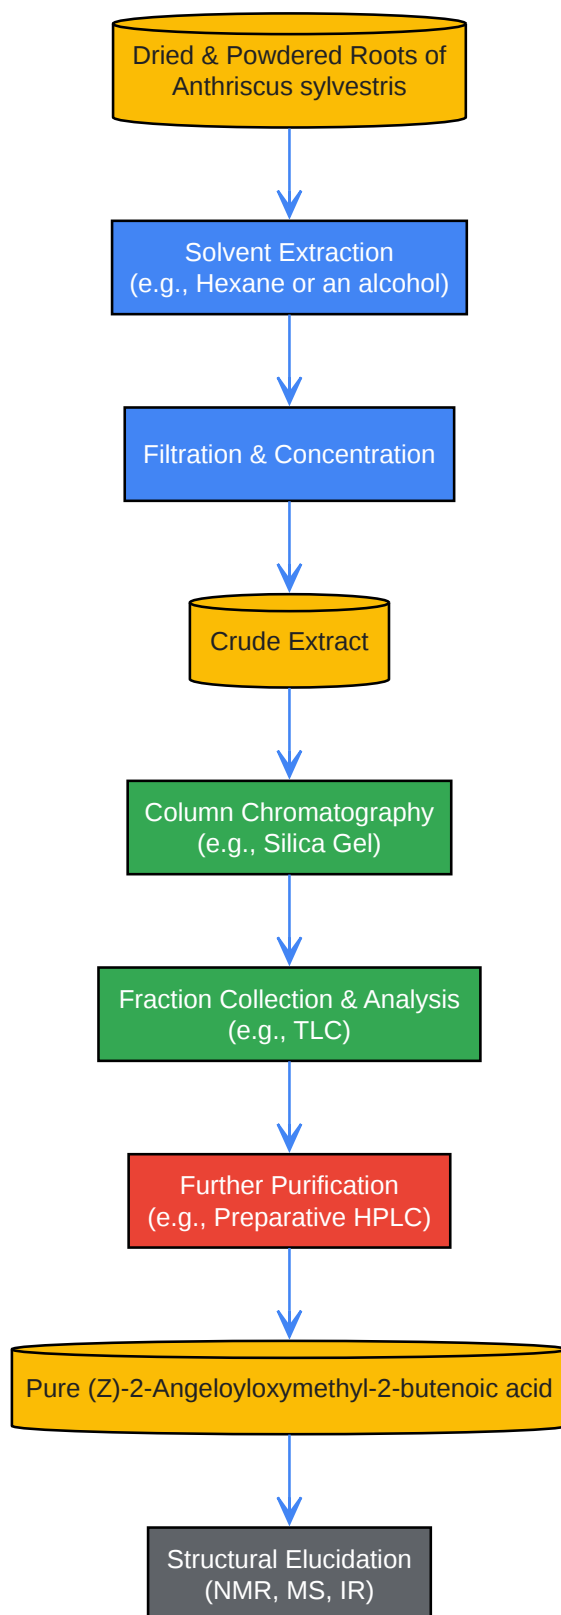 Dried & Powdered Roots of
Anthriscus sylvestris
Solvent Extraction
(e.g., Hexane or an alcohol)
Filtration & Concentration
Crude Extract
Column Chromatography
(e.g., Silica Gel)
Fraction Collection & Analysis
(e.g., TLC)
Further Purification
(e.g., Preparative HPLC)
Pure (Z)-2-Angeloyloxymethyl-2-butenoic acid
Structural Elucidation
(NMR, MS, IR)